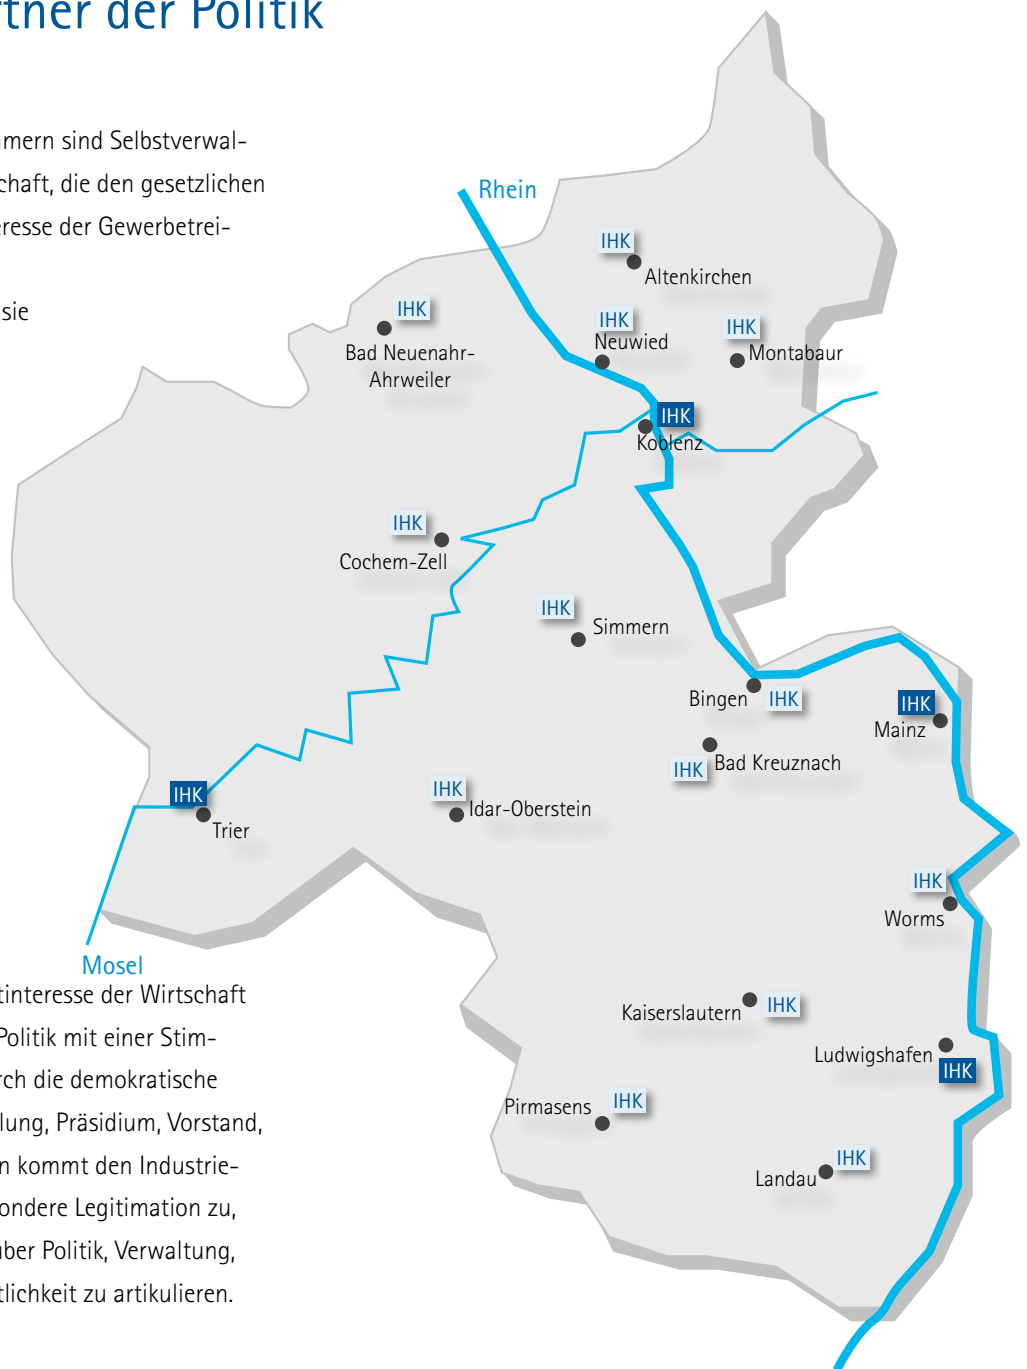 rtner der Politik
mmern sind Selbstverwal-
chaft, die den gesetzlichen
eresse der Gewerbetrei-
sie
Rhein
IHK
Altenkirchen
IHK
Bad Neuenahr-
Ahrweiler
IHK
Neuwied
IHK
Montabaur
IHK
Koblenz
IHK
Cochem-Zell
IHK
Simmern
Bingen
IHK
IHK
Mainz
IHK
Bad Kreuznach
IHK
Trier
IHK
Idar-Oberstein
IHK
Worms
Mosel
tinteresse der Wirtschaft
Politik mit einer Stim-
rch die demokratische
lung, Präsidium, Vorstand,
n kommt den Industrie-
ondere Legitimation zu,
über Politik, Verwaltung,
tlichkeit zu artikulieren.
Kaiserslautern
IHK
Ludwigshafen
IHK
Pirmasens
IHK
Landau
IHK